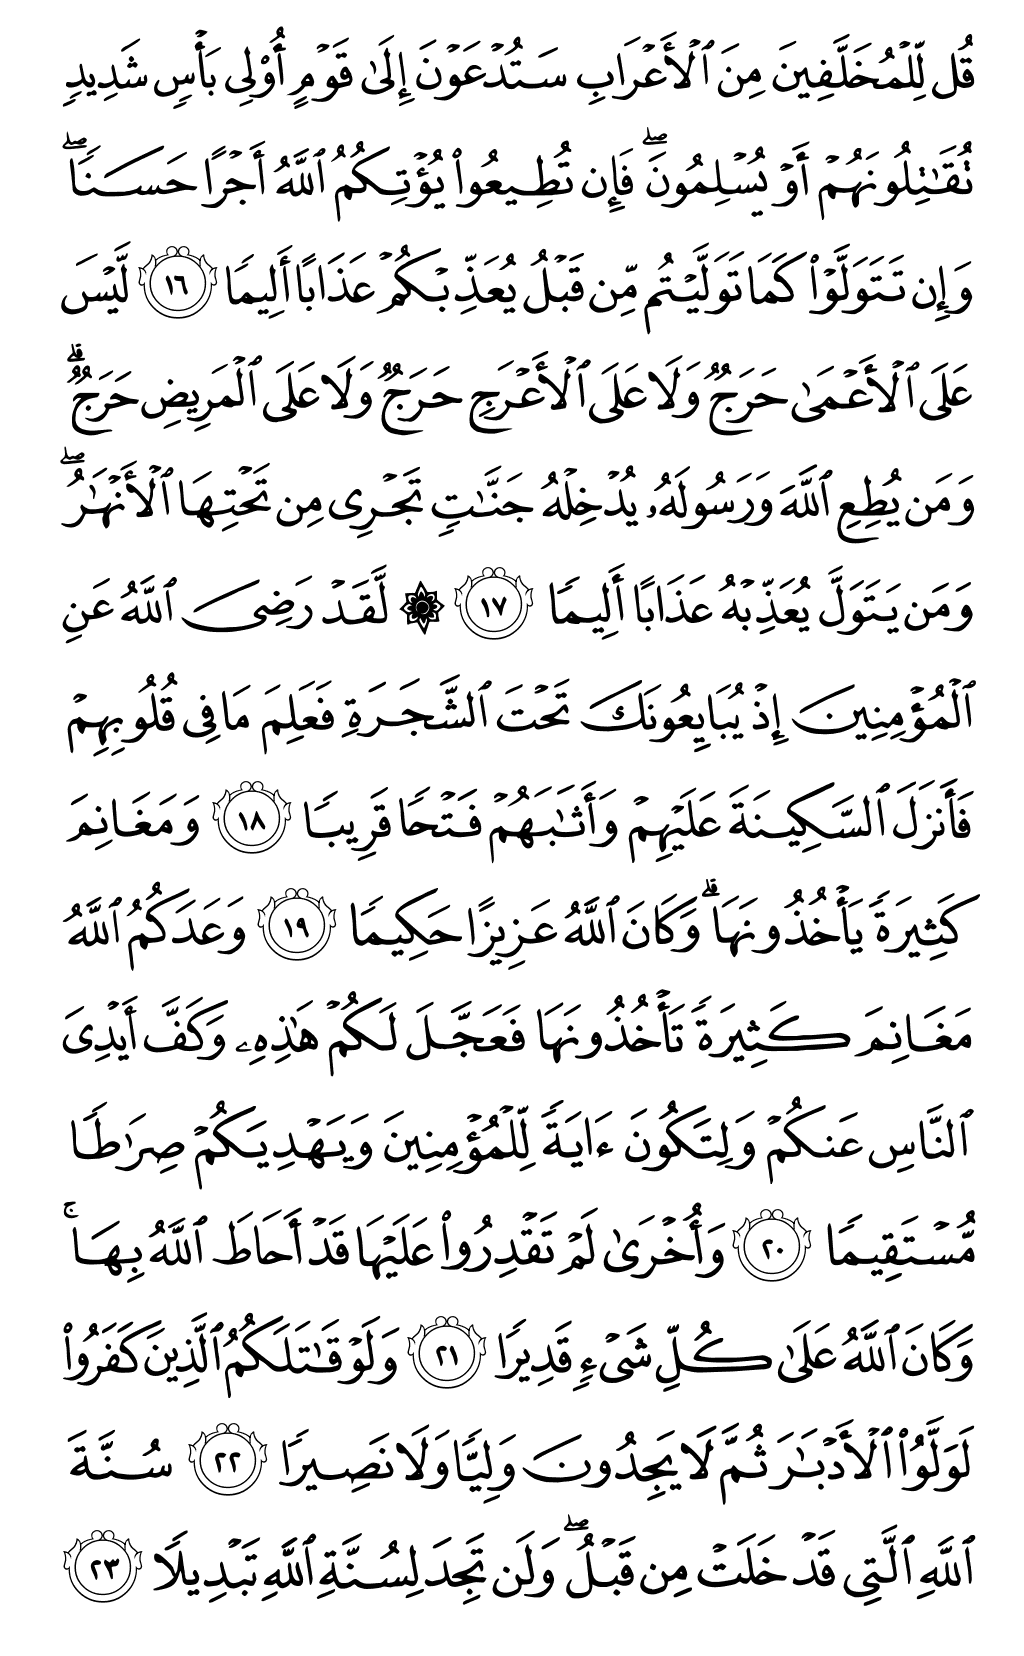 قُل لِّلْمُخَلَّفِينَ مِنَ ٱلْأَعْرَابِ سَتُدْعَوْنَ إِلَىٰ قَوْمٍ أُو۟لِى بَأْسٍ شَدِيدٍ
تُقَـٰتِلُونَهُمْ أَوْ يُسْلِمُونَ ۖ فَإِن تُطِيعُوا۟ يُؤْتِكُمُ ٱللَّهُ أَجْرًا حَسَنًا ۖ
وَإِن تَتَوَلَّوْا۟ كَمَا تَوَلَّيْتُم مِّن قَبْلُ يُعَذِّبْكُمْ عَذَابًا أَلِيمًا ١٦ لَّيْسَ
عَلَى ٱلْأَعْمَىٰ حَرَجٌ وَلَا عَلَى ٱلْأَعْرَجِ حَرَجٌ وَلَا عَلَى ٱلْمَرِيضِ حَرَجٌ ۗ
وَمَن يُطِعِ ٱللَّهَ وَرَسُولَهُۥ يُدْخِلْهُ جَنَّـٰتٍ تَجْرِى مِن تَحْتِهَا ٱلْأَنْهَـٰرُ ۖ
وَمَن يَتَوَلَّ يُعَذِّبْهُ عَذَابًا أَلِيمًا ١٧ ۞ لَّقَدْ رَضِىَ ٱللَّهُ عَنِ
ٱلْمُؤْمِنِينَ إِذْ يُبَايِعُونَكَ تَحْتَ ٱلشَّجَرَةِ فَعَلِمَ مَا فِى قُلُوبِهِمْ
فَأَنزَلَ ٱلسَّكِينَةَ عَلَيْهِمْ وَأَثَـٰبَهُمْ فَتْحًا قَرِيبًا ١٨ وَمَغَانِمَ
كَثِيرَةً يَأْخُذُونَهَا ۗ وَكَانَ ٱللَّهُ عَزِيزًا حَكِيمًا ١٩ وَعَدَكُمُ ٱللَّهُ
مَغَانِمَ كَثِيرَةً تَأْخُذُونَهَا فَعَجَّلَ لَكُمْ هَـٰذِهِۦ وَكَفَّ أَيْدِىَ
ٱلنَّاسِ عَنكُمْ وَلِتَكُونَ ءَايَةً لِّلْمُؤْمِنِينَ وَيَهْدِيَكُمْ صِرَٰطًا
مُّسْتَقِيمًا ٢٠ وَأُخْرَىٰ لَمْ تَقْدِرُوا۟ عَلَيْهَا قَدْ أَحَاطَ ٱللَّهُ بِهَا ۚ
وَكَانَ ٱللَّهُ عَلَىٰ كُلِّ شَىْءٍ قَدِيرًا ٢١ وَلَوْ قَـٰتَلَكُمُ ٱلَّذِينَ كَفَرُوا۟
لَوَلَّوُا۟ ٱلْأَدْبَـٰرَ ثُمَّ لَا يَجِدُونَ وَلِيًّا وَلَا نَصِيرًا ٢٢ سُنَّةَ
ٱللَّهِ ٱلَّتِى قَدْ خَلَتْ مِن قَبْلُ ۖ وَلَن تَجِدَ لِسُنَّةِ ٱللَّهِ تَبْدِيلًا ٢٣